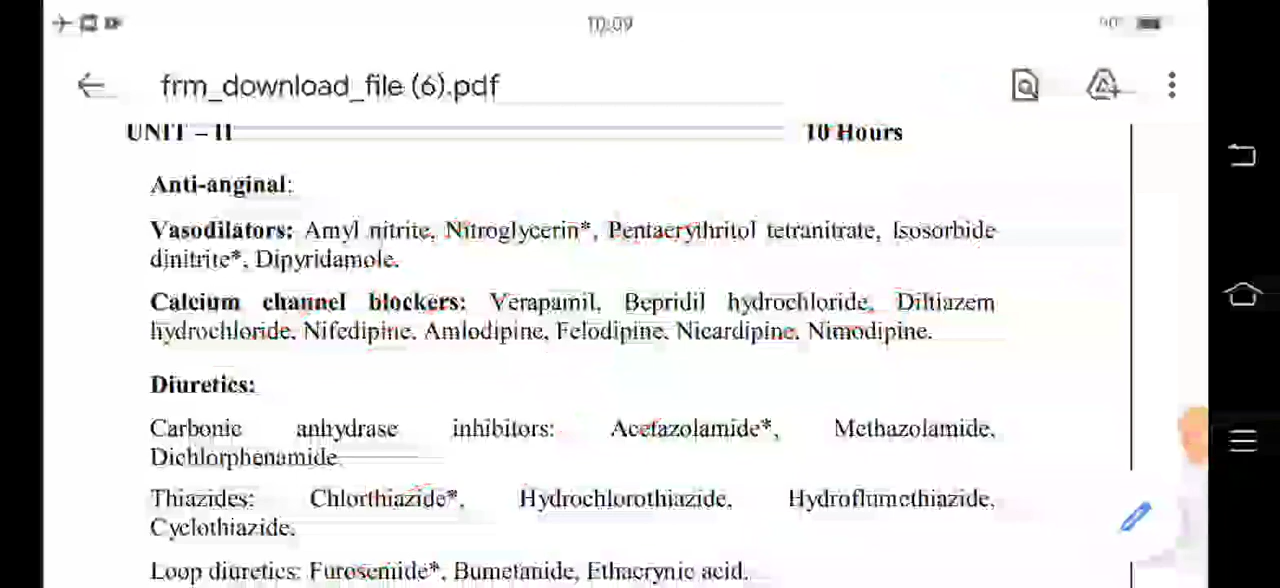 10:09
frm_download_file (6).pdf
UNIT – II 10 Hours
Anti-anginal:
Vasodilators: Amyl nitrite, Nitroglycerin*, Pentaerythritol tetranitrate, Isosorbide
dinitrite*, Dipyridamole.
Calcium channel blockers: Verapamil, Bepridil hydrochloride, Diltiazem
hydrochloride, Nifedipine, Amlodipine, Felodipine, Nicardipine, Nimodipine.
Diuretics:
Carbonic anhydrase inhibitors: Acetazolamide*, Methazolamide,
Dichlorphenamide.
Thiazides: Chlorthiazide*, Hydrochlorothiazide, Hydroflumethiazide,
Cyclothiazide,
Loop diuretics: Furosemide*, Bumetanide, Ethacrynic acid.